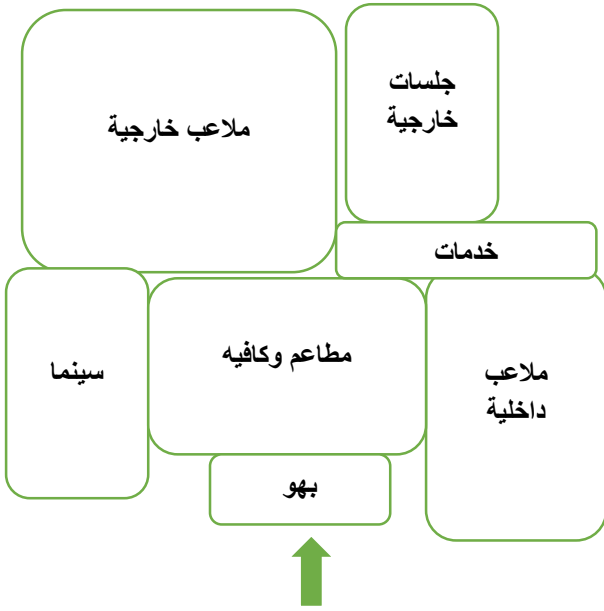 جلسات
خارجية
ملاعب خارجية
خدمات
مطاعم وكافيه
سينما
ملاعب
داخلية
بهو